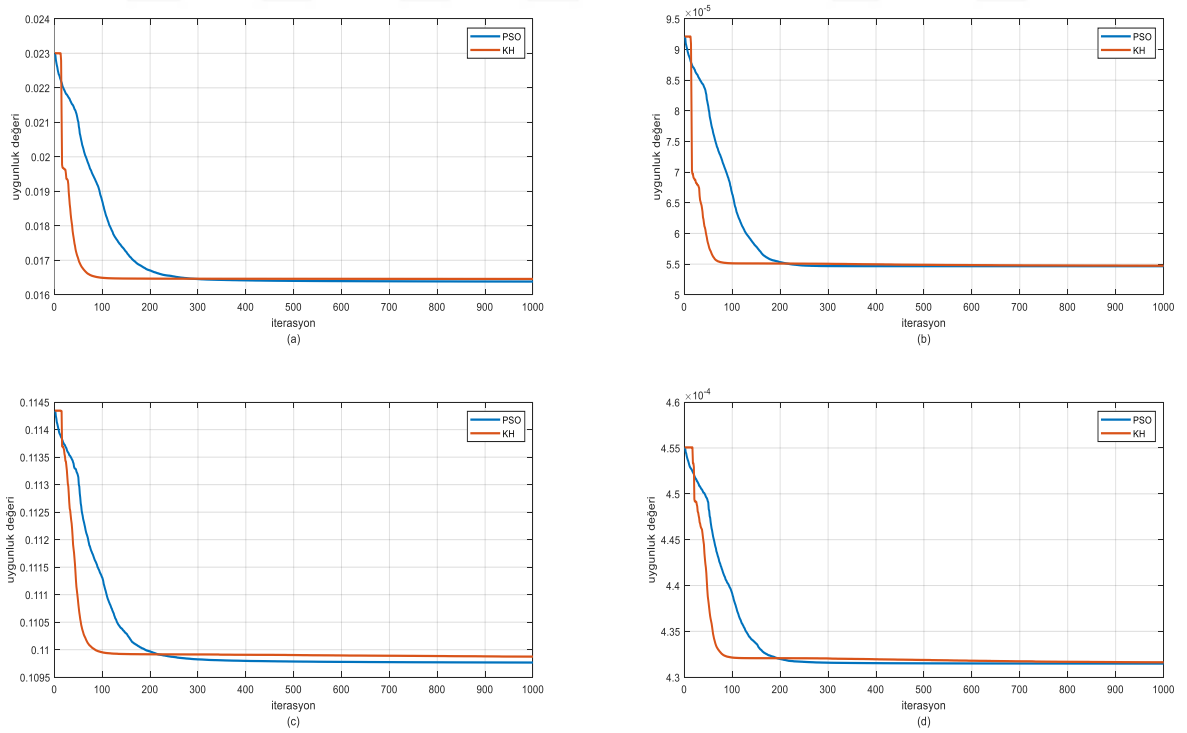 0.024
0.023
0.022
0.021
0.02
0.019
0.018
0.017
0.016
uygunluk değeri
PSO
KH
0 100 200 300 400 500 600 700 800 900 1000
iterasyon
(a)
×10-5
9.5
9
8.5
8
7.5
7
6.5
6
5.5
5
uygunluk değeri
PSO
KH
0 100 200 300 400 500 600 700 800 900 1000
iterasyon
(b)
0.1145
0.114
0.1135
0.113
0.1125
0.112
0.1115
0.111
0.1105
0.11
0.1095
uygunluk değeri
PSO
KH
0 100 200 300 400 500 600 700 800 900 1000
iterasyon
(c)
×10-4
4.6
4.55
4.5
4.45
4.4
4.35
4.3
uygunluk değeri
PSO
KH
0 100 200 300 400 500 600 700 800 900 1000
iterasyon
(d)